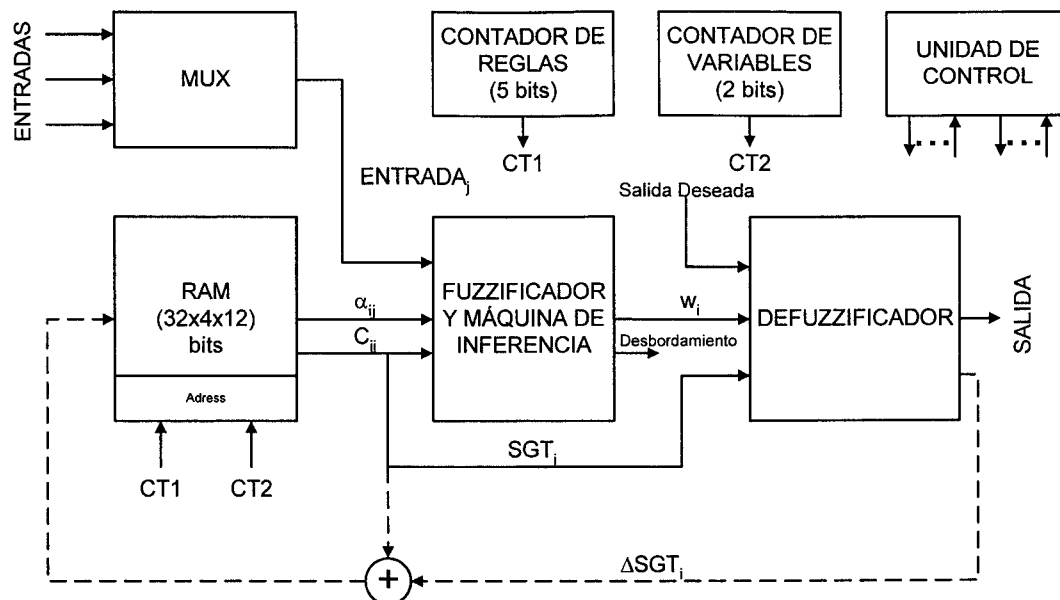 ENTRADAS
MUX
CONTADOR DE
REGLAS
(5 bits)
CT1
CONTADOR DE
VARIABLES
(2 bits)
CT2
UNIDAD DE
CONTROL
ENTRADAj
Salida Deseada
RAM
(32x4x12)
bits
Adress
CT1
CT2
αij
Cij
FUZZIFICADOR
Y MÁQUINA DE
INFERENCIA
wi
Desbordamiento
DEFUZZIFICADOR
SALIDA
SGTi
+
ΔSGTi